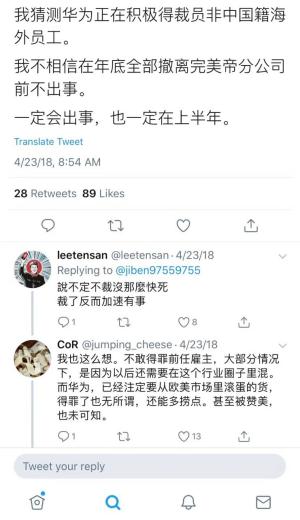 我猜测华为正在积极得裁员非中国籍海
外员工。
我不相信在年底全部撤离完美帝分公司
前不出事。
一定会出事，也一定在上半年。
Translate Tweet
4/23/18, 8:54 AM
28 Retweets 89 Likes
leetensan @leetensan · 4/23/18
Replying to @jiben97559755
說不定不裁沒那麼快死
裁了反而加速有事
1 8
CoR @jumping_cheese · 4/23/18
我也这么想。不敢得罪前任雇主，大部分情况
下，是因为以后还需要在这个行业圈子里混。
而华为，已经注定要从欧美市场里滚蛋的货，
得罪了也无所谓，还能多捞点。甚至被赞美，
也未可知。
1 13
Tweet your reply